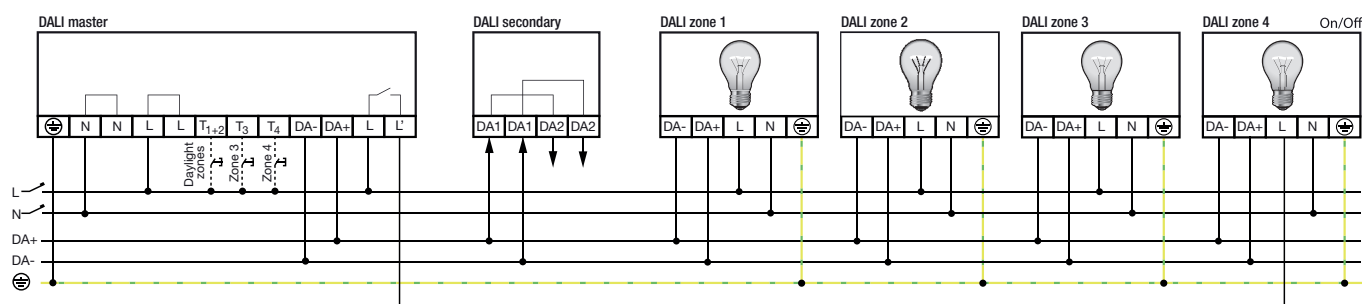 DALI master
DALI secondary
DALI zone 1
DALI zone 2
DALI zone 3
DALI zone 4
On/Off
N N L L T1+2 T3 T4 DA- DA+ L L'
DA1 DA1 DA2 DA2
DA- DA+ L N
DA- DA+ L N
DA- DA+ L N
DA- DA+ L N
Daylight
zones
Zone 3
Zone 4
L
N
DA+
DA-